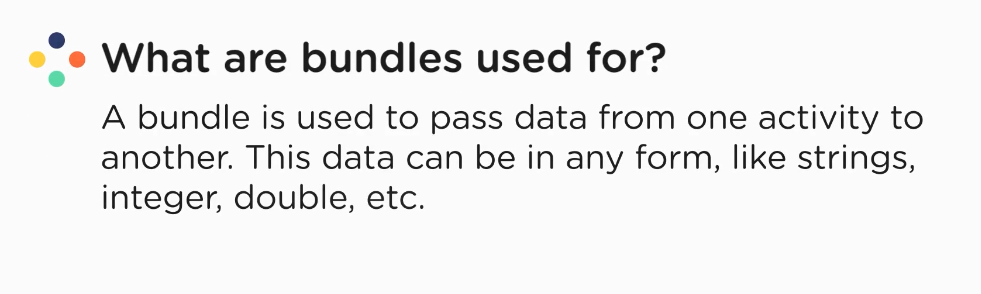 What are bundles used for?
A bundle is used to pass data from one activity to
another. This data can be in any form, like strings,
integer, double, etc.